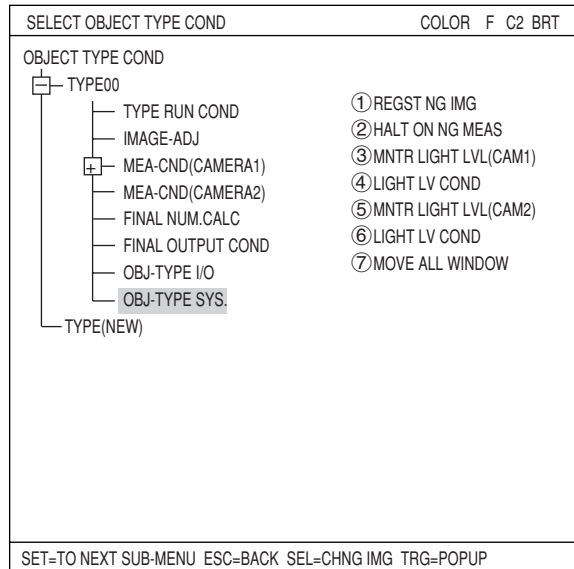 SELECT OBJECT TYPE COND COLOR F C2 BRT
OBJECT TYPE COND
TYPE00
TYPE RUN COND
IMAGE-ADJ
MEA-CND(CAMERA1)
MEA-CND(CAMERA2)
FINAL NUM.CALC
FINAL OUTPUT COND
OBJ-TYPE I/O
OBJ-TYPE SYS.
TYPE(NEW)
①REGST NG IMG
②HALT ON NG MEAS
③MNTR LIGHT LVL(CAM1)
④LIGHT LV COND
⑤MNTR LIGHT LVL(CAM2)
⑥LIGHT LV COND
⑦MOVE ALL WINDOW
SET=TO NEXT SUB-MENU ESC=BACK SEL=CHNG IMG TRG=POPUP